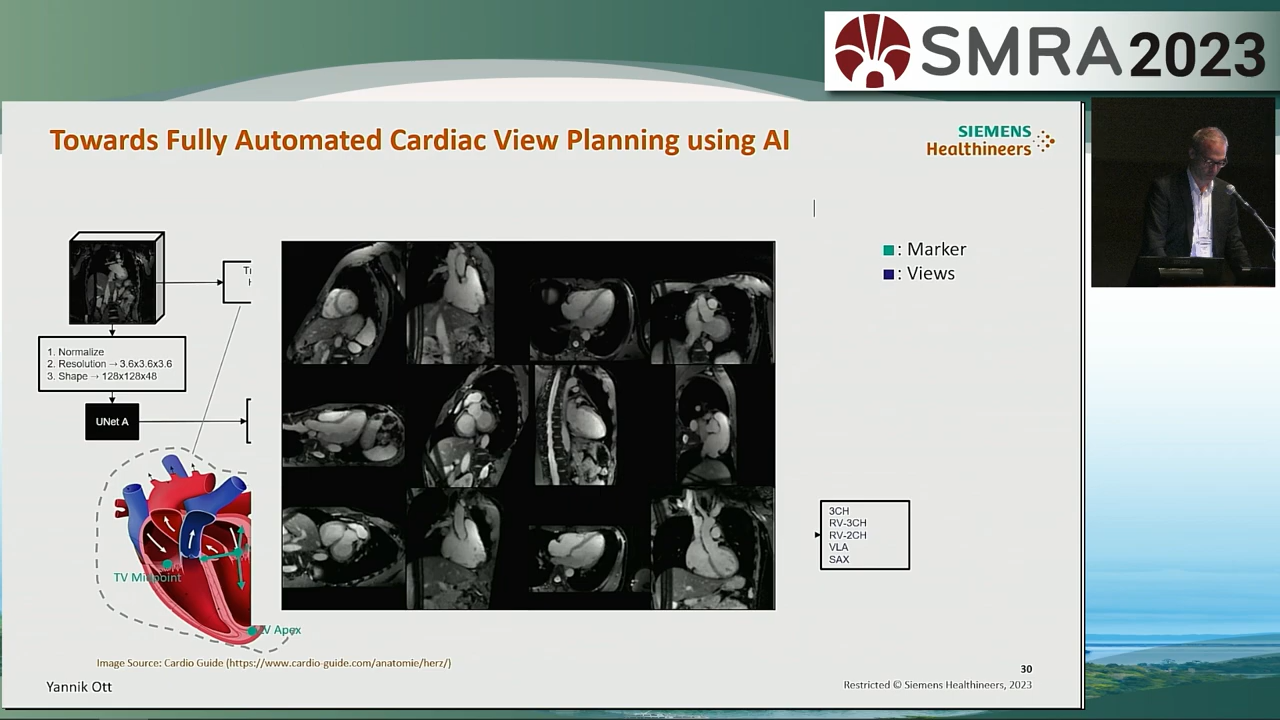 SMRA 2023
Towards Fully Automated Cardiac View Planning using AI
SIEMENS
Healthineers
: Marker
: Views
1. Normalize
2. Resolution → 3.6x3.6x3.6
3. Shape → 128x128x48
UNet A
3CH
RV-3CH
RV-2CH
VLA
SAX
TV Midpoint
Apex
Image Source: Cardio Guide (https://www.cardio-guide.com/anatomie/herz/)
30
Yannik Ott
Restricted © Siemens Healthineers, 2023